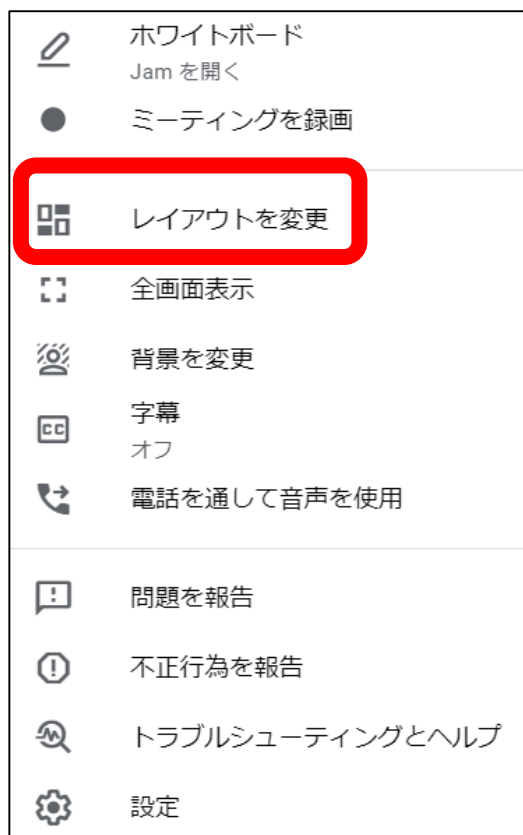 ホワイトボード
Jam を開く
ミーティングを録画
レイアウトを変更
全画面表示
背景を変更
CC
字幕
オフ
電話を通して音声を使用
問題を報告
不正行為を報告
トラブルシューティングとヘルプ
設定